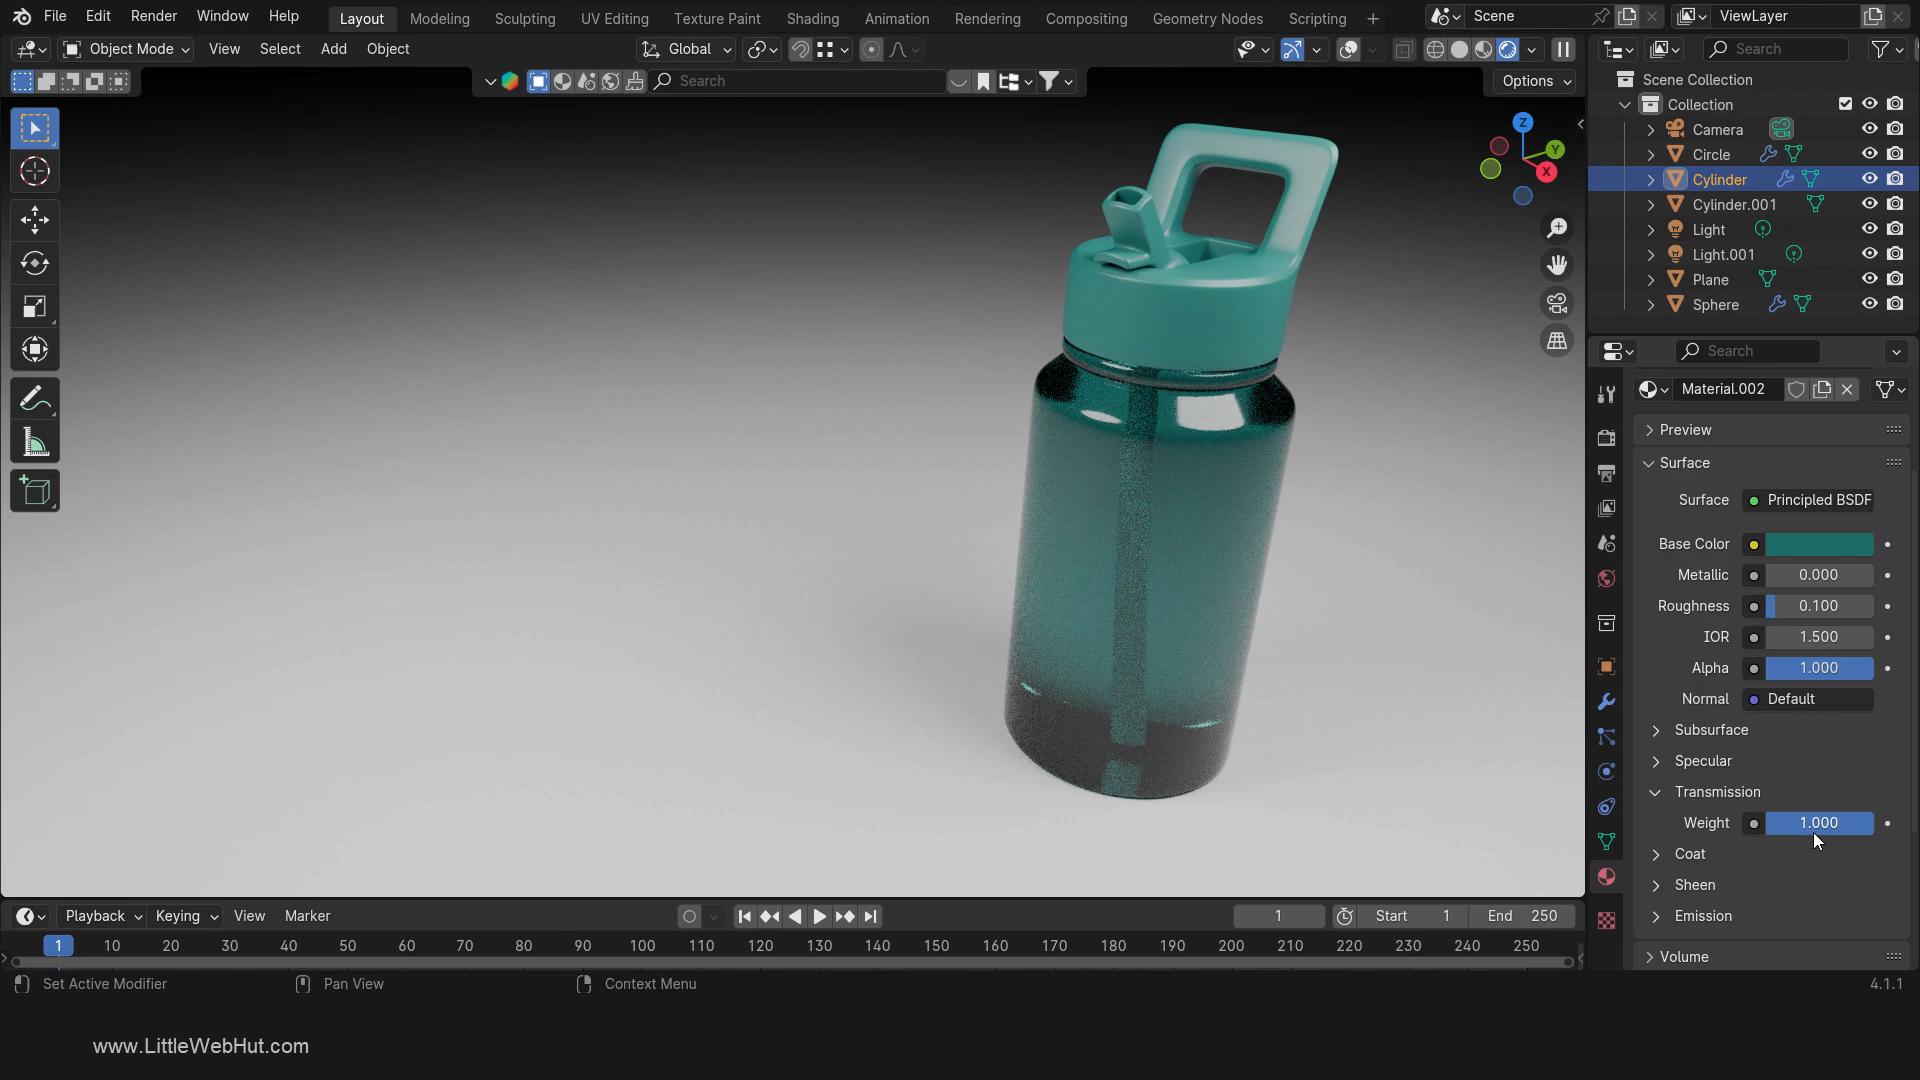 File Edit Render Window Help Layout Modeling Sculpting UV Editing Texture Paint Shading Animation Rendering Compositing Geometry Nodes Scripting + Scene ViewLayer
Object Mode View Select Add Object Global Search
Search Options
Scene Collection
Collection
Camera
Circle
Cylinder
Cylinder.001
Light
Light.001
Plane
Sphere
Z
Y
X
Search
Material.002
Preview
Surface
Surface Principled BSDF
Base Color
Metallic 0.000
Roughness 0.100
IOR 1.500
Alpha 1.000
Normal Default
Subsurface
Specular
Transmission
Weight 1.000
Coat
Sheen
Emission
Volume
Playback Keying View Marker 1 Start 1 End 250
1 10 20 30 40 50 60 70 80 90 100 110 120 130 140 150 160 170 180 190 200 210 220 230 240 250
Set Active Modifier Pan View Context Menu 4.1.1
www.LittleWebHut.com